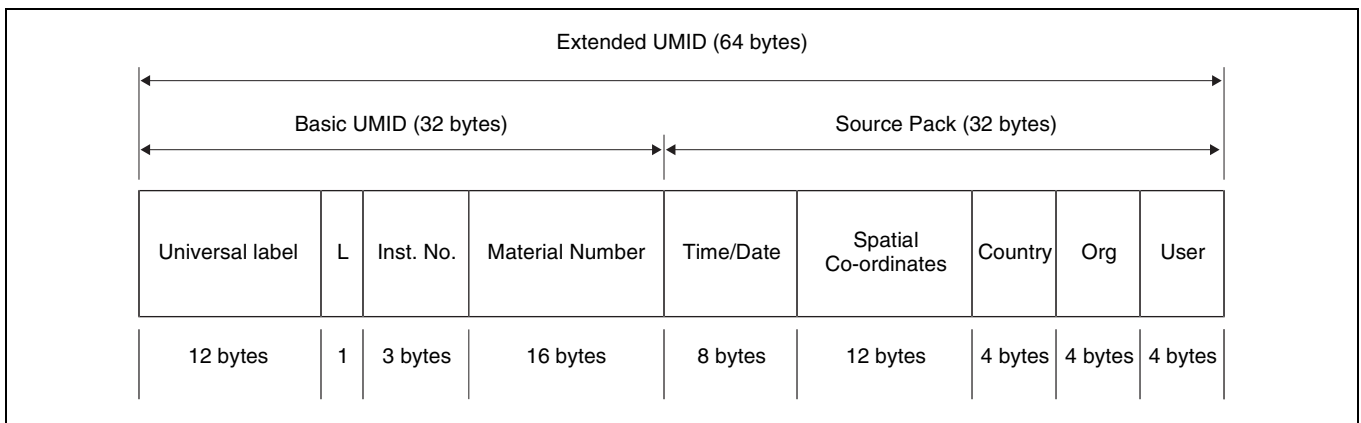 Extended UMID (64 bytes)
Basic UMID (32 bytes)
Source Pack (32 bytes)
Universal label
L
Inst. No.
Material Number
Time/Date
Spatial
Co-ordinates
Country
Org
User
12 bytes
1
3 bytes
16 bytes
8 bytes
12 bytes
4 bytes
4 bytes
4 bytes